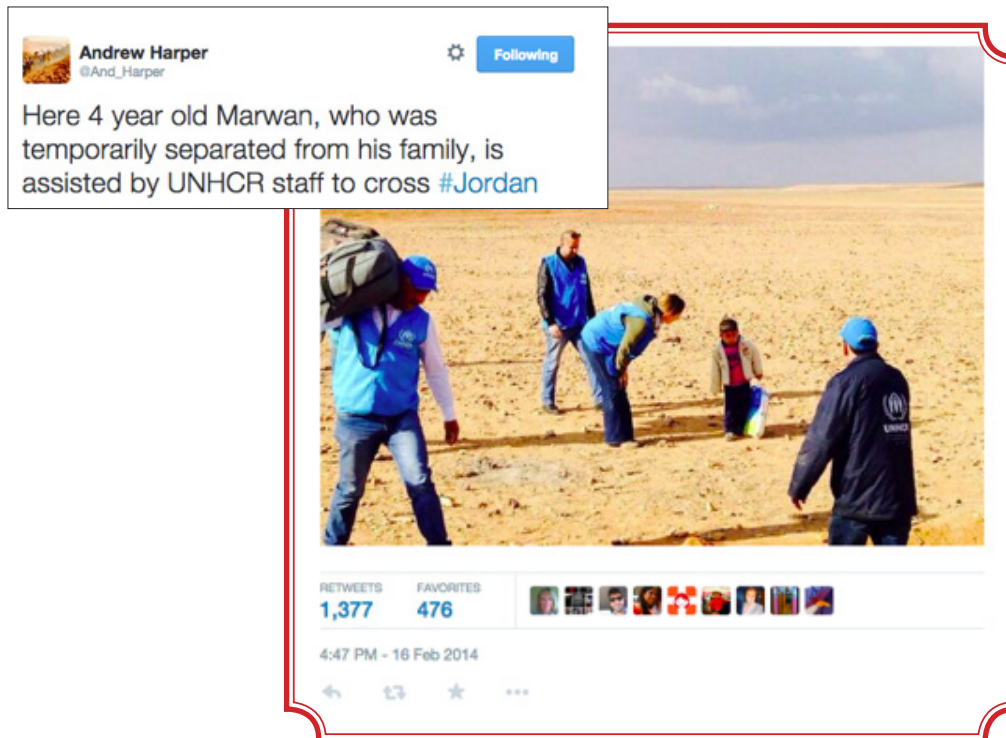 Andrew Harper
@And_Harper
Following
Here 4 year old Marwan, who was
temporarily separated from his family, is
assisted by UNHCR staff to cross #Jordan
UNHCR
RETWEETS
FAVORITES
1,377
476
4:47 PM - 16 Feb 2014